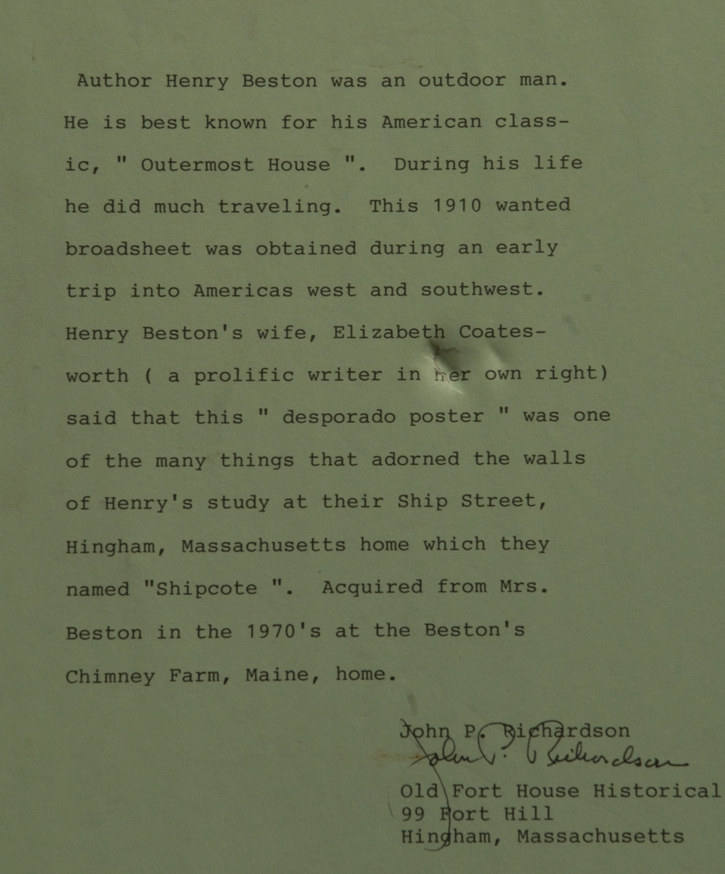 Author Henry Beston was an outdoor man.
He is best known for his American class-
ic, " Outermost House ".  During his life
he did much traveling.  This 1910 wanted
broadsheet was obtained during an early
trip into Americas west and southwest.
Henry Beston's wife, Elizabeth Coates-
worth ( a prolific writer in her own right)
said that this " desporado poster " was one
of the many things that adorned the walls
of Henry's study at their Ship Street,
Hingham, Massachusetts home which they
named "Shipcote ".  Acquired from Mrs.
Beston in the 1970's at the Beston's
Chimney Farm, Maine, home.
John P. Richardson
John P. Richardson
Old Fort House Historical
99 Fort Hill
Hingham, Massachusetts